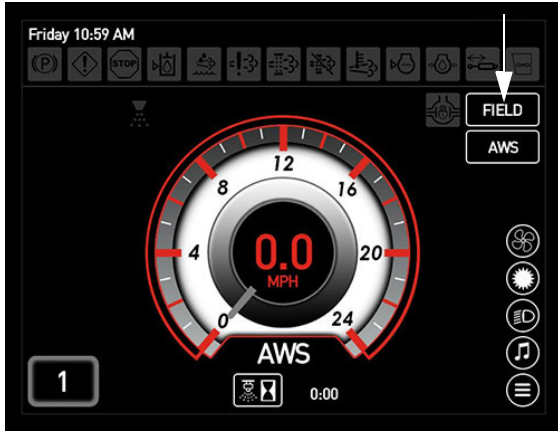 Friday 10:59 AM
(P)
STOP
FIELD
AWS
12
8
16
4
20
0.0
MPH
0
24
AWS
1
0:00